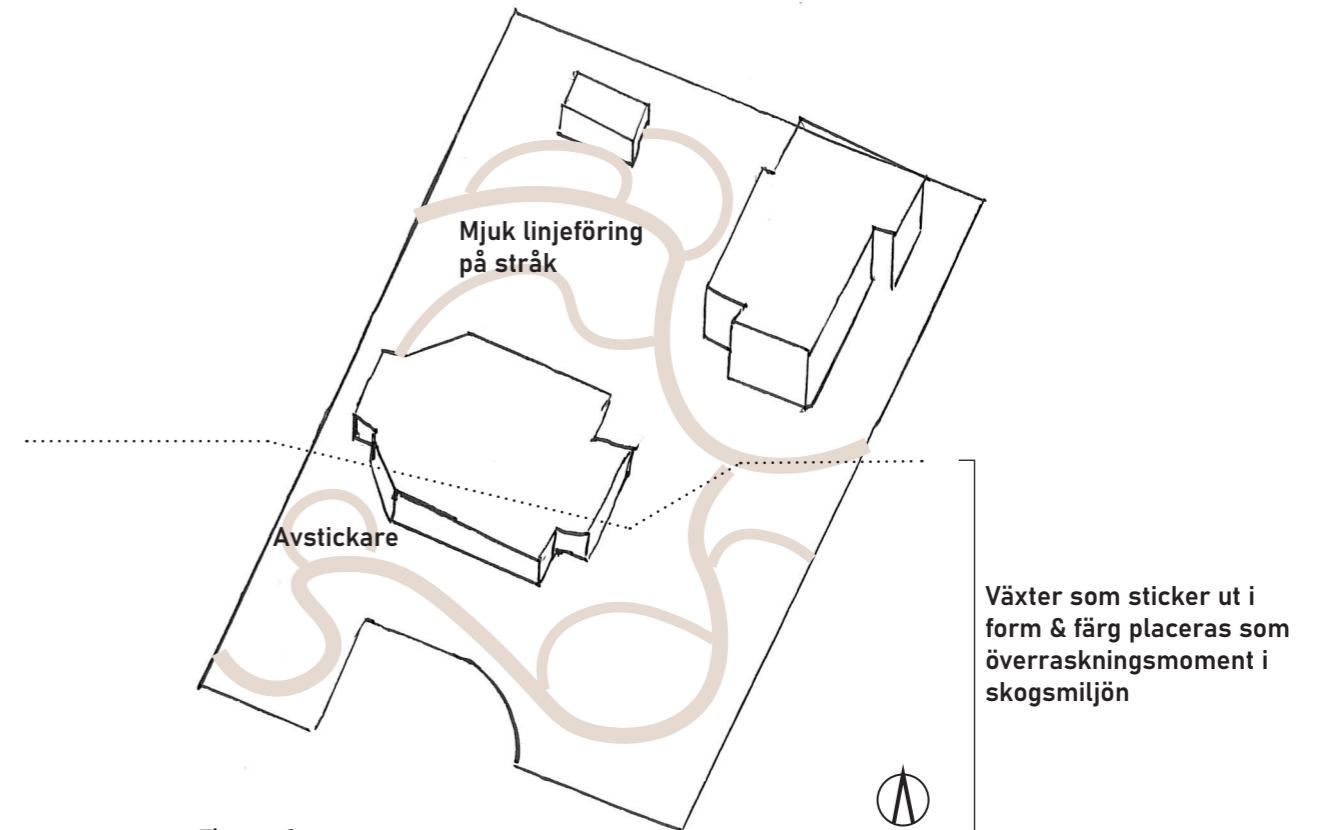 Mjuk linjeföring
på stråk
Avstickare
Växter som sticker ut i
form & färg placeras som
överraskningsmoment i
skogsmiljön